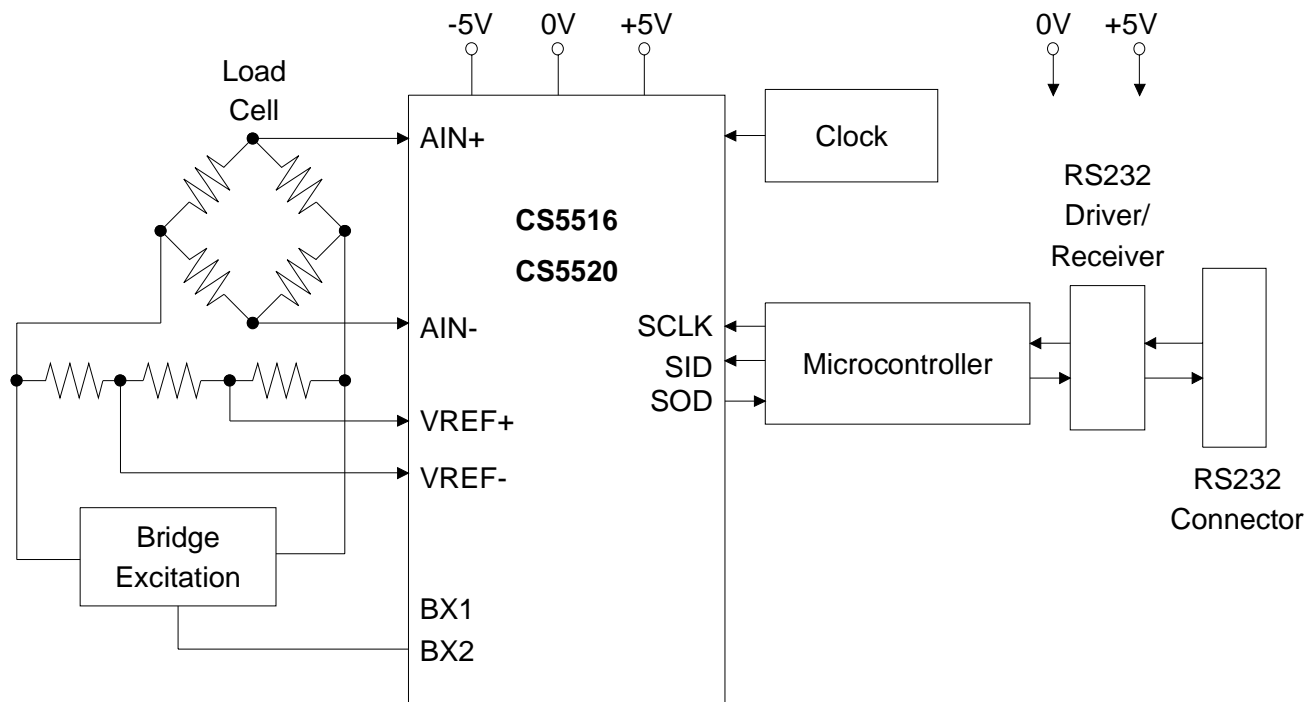 -5V
0V
+5V
0V
+5V
Load
Cell
AIN+
Clock
CS5516
CS5520
RS232
Driver/
Receiver
AIN-
SCLK
SID
SOD
Microcontroller
VREF+
VREF-
RS232
Connector
Bridge
Excitation
BX1
BX2